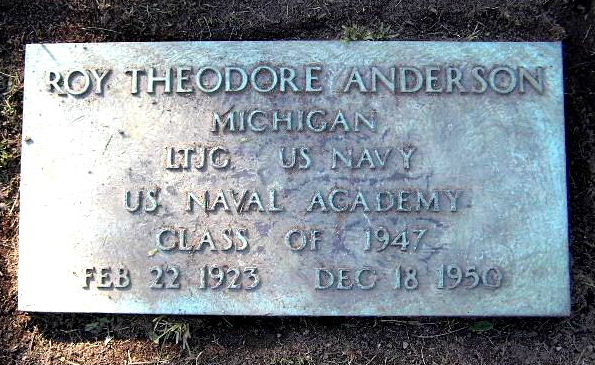 ROY THEODORE ANDERSON
MICHIGAN
LTJG US NAVY
US NAVAL ACADEMY
CLASS OF 1947
FEB 22 1923 DEC 18 1950